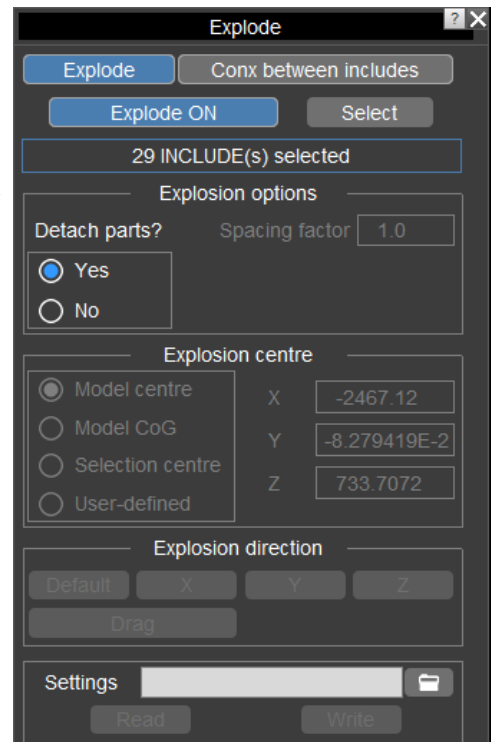 Explode
?
Explode Conx between includes
Explode ON Select
29 INCLUDE(s) selected
Explosion options
Detach parts? Spacing factor 1.0
Yes
No
Explosion centre
Model centre X -2467.12
Model CoG Y -8.279419E-2
Selection centre Z 733.7072
User-defined
Explosion direction
Default X Y Z
Drag
Settings
Read Write